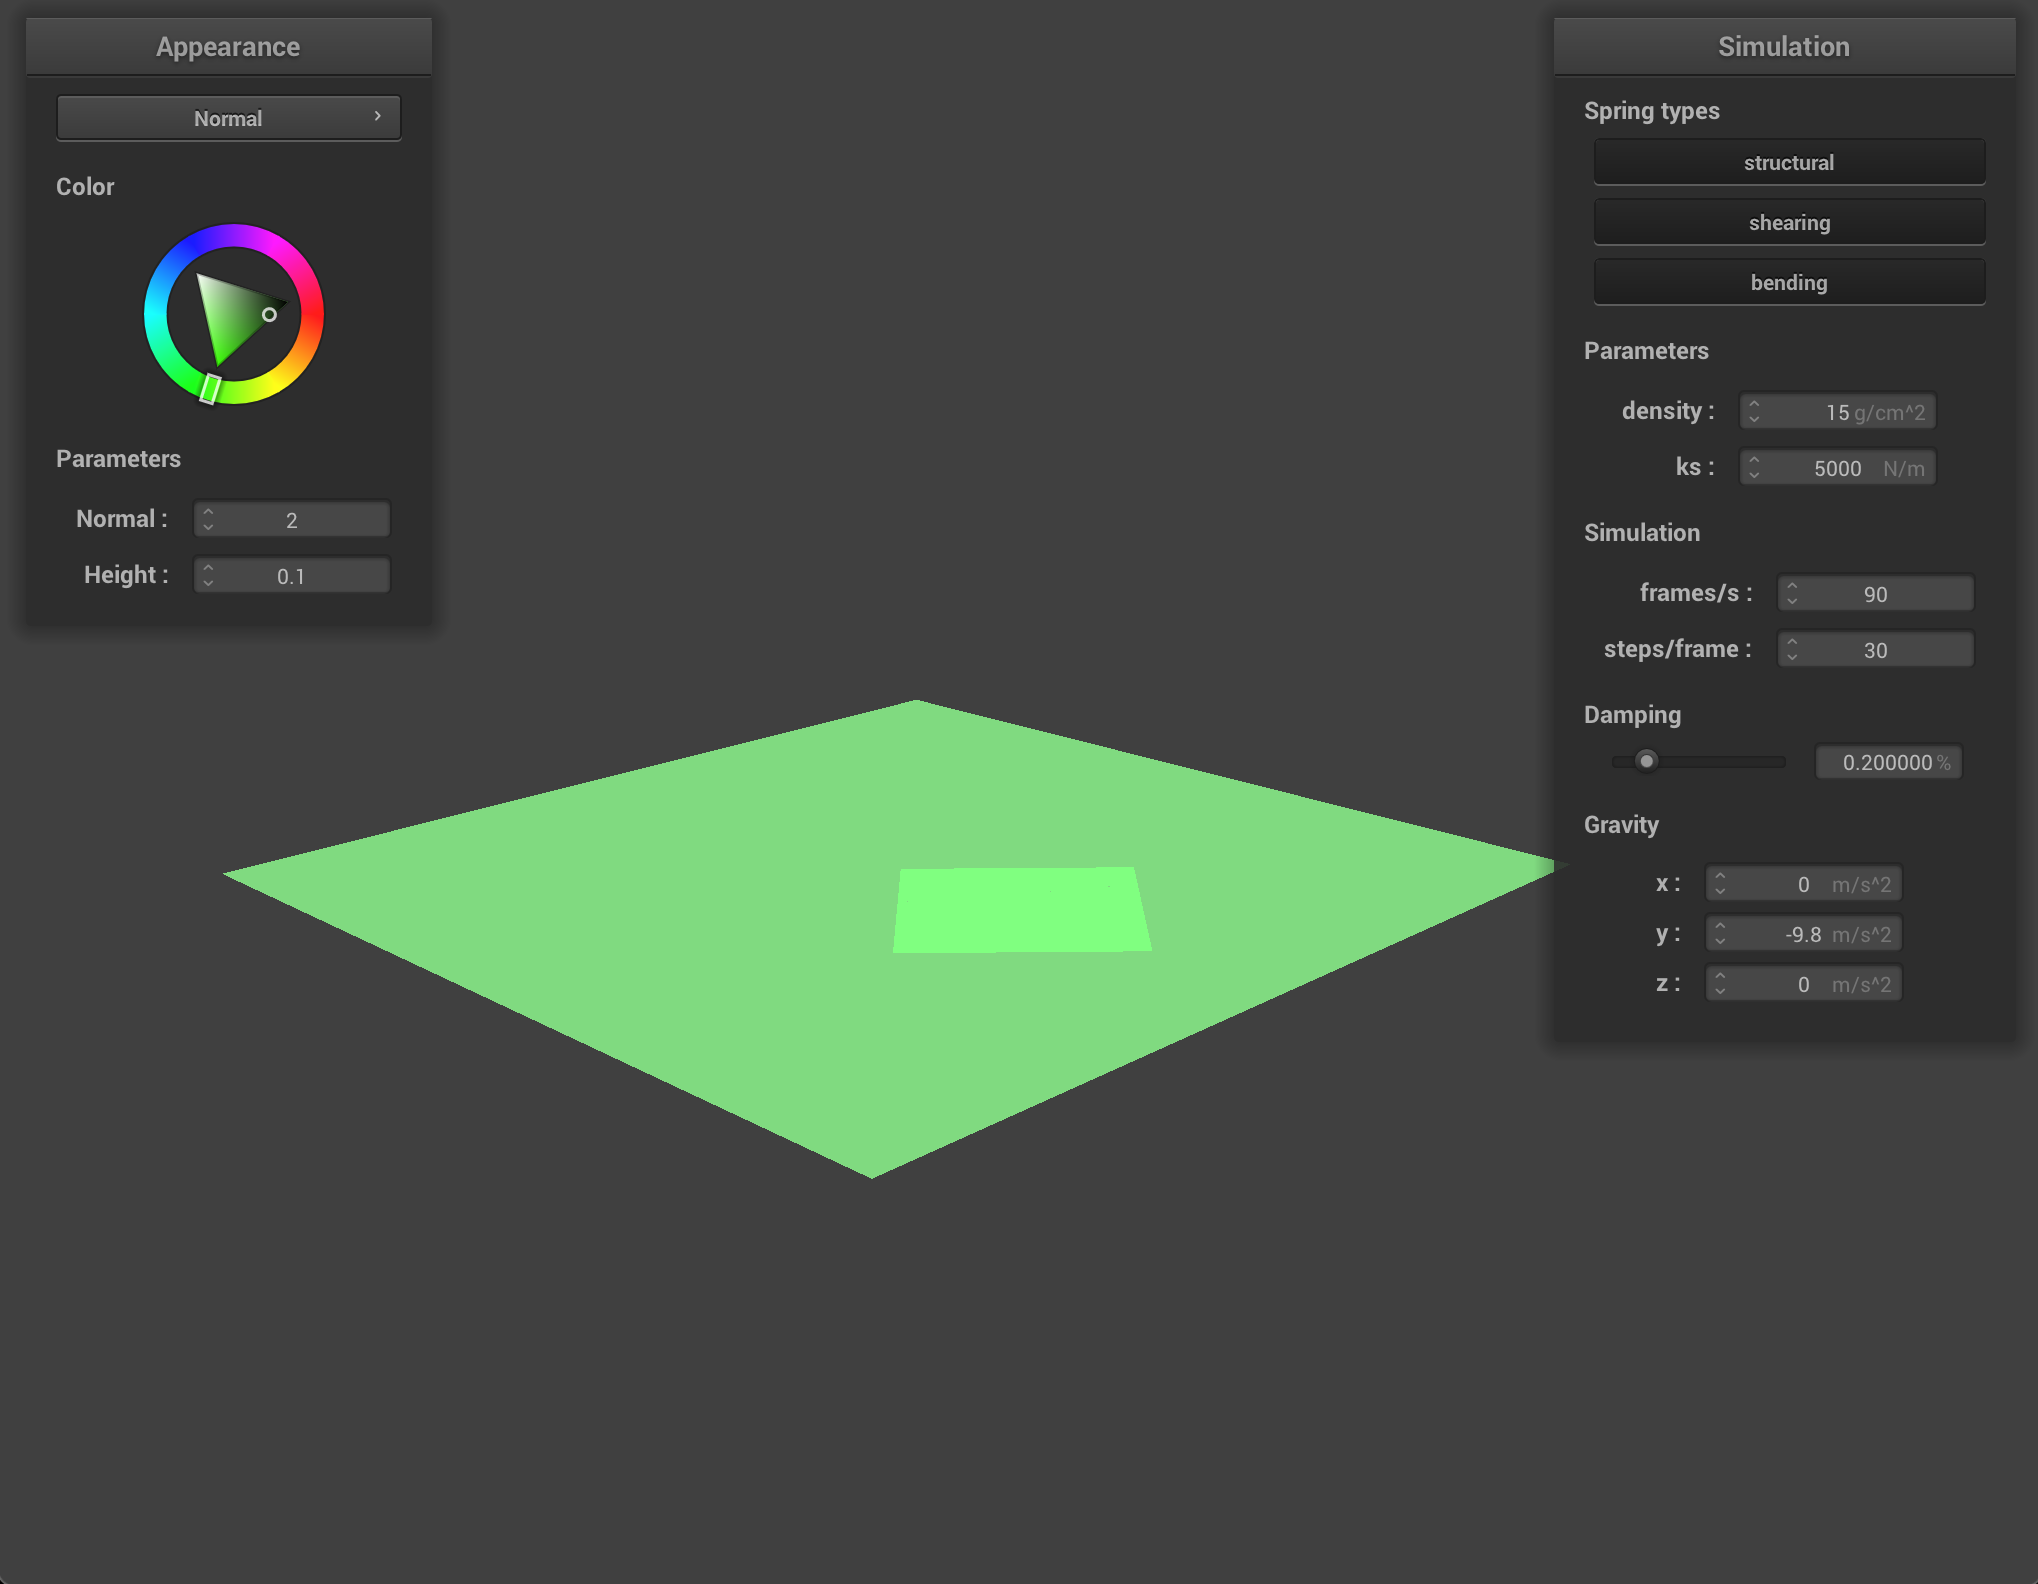 Appearance
Normal
Color
Parameters
Normal : 2
Height : 0.1
Simulation
Spring types
structural
shearing
bending
Parameters
density : 15 g/cm^2
ks : 5000 N/m
Simulation
frames/s : 90
steps/frame : 30
Damping
0.200000 %
Gravity
x : 0 m/s^2
y : -9.8 m/s^2
z : 0 m/s^2